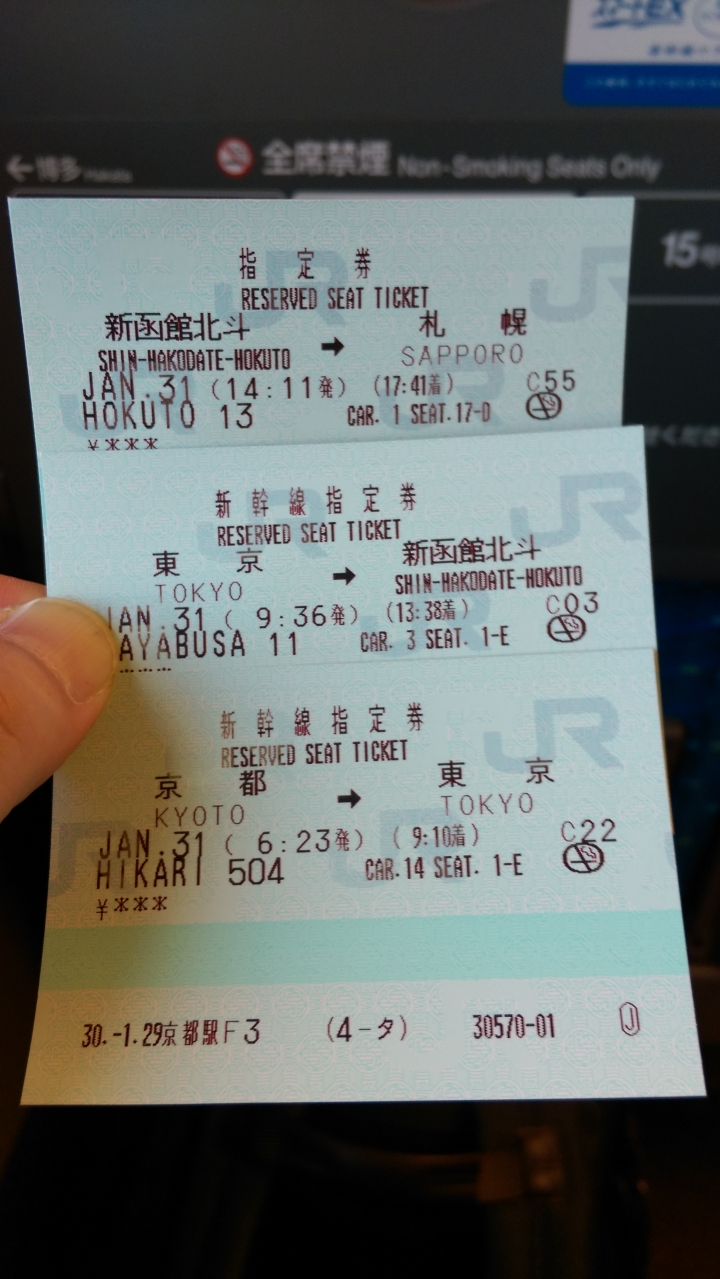 ←博多 Hakata
全席禁煙 Non-Smoking Seats Only
15号
指定券
RESERVED SEAT TICKET
新函館北斗 → 札幌
SHIN-HAKODATE-HOKUTO SAPPORO
JAN.31 (14:11発) (17:41着) C55
HOKUTO 13 CAR. 1 SEAT.17-D
¥***
新幹線指定券
RESERVED SEAT TICKET
東京 → 新函館北斗
TOKYO SHIN-HAKODATE-HOKUTO
JAN.31 ( 9:36発) (13:38着) C03
AYABUSA 11 CAR. 3 SEAT. 1-E
新幹線指定券
RESERVED SEAT TICKET
京都 → 東京
KYOTO TOKYO
JAN.31 ( 6:23発) ( 9:10着) C22
HIKARI 504 CAR.14 SEAT. 1-E
¥***
30.-1.29京都駅F3 (4-タ) 30570-01 J